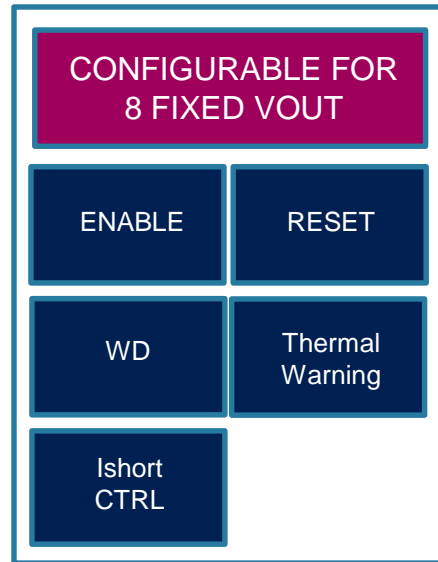 CONFIGURABLE FOR
8 FIXED VOUT
ENABLE
RESET
WD
Thermal
Warning
Ishort
CTRL